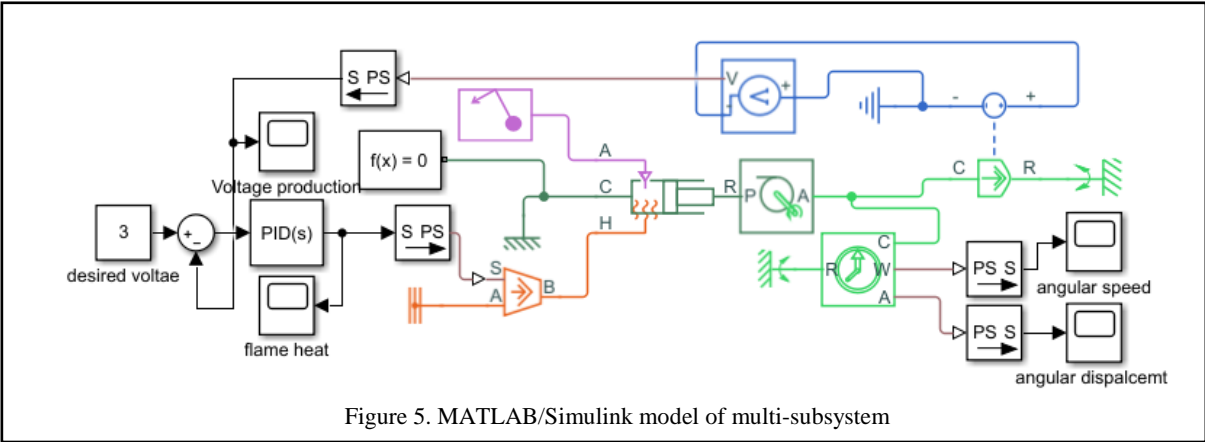 S PS
V
+
-
-
+
f(x) = 0
Voltage production
A
C
R
P
A
C
R
H
3
desired voltae
+
-
PID(s)
S PS
S
A
B
R
C
W
A
PS S
angular speed
flame heat
PS S
angular dispalcemt
Figure 5. MATLAB/Simulink model of multi-subsystem